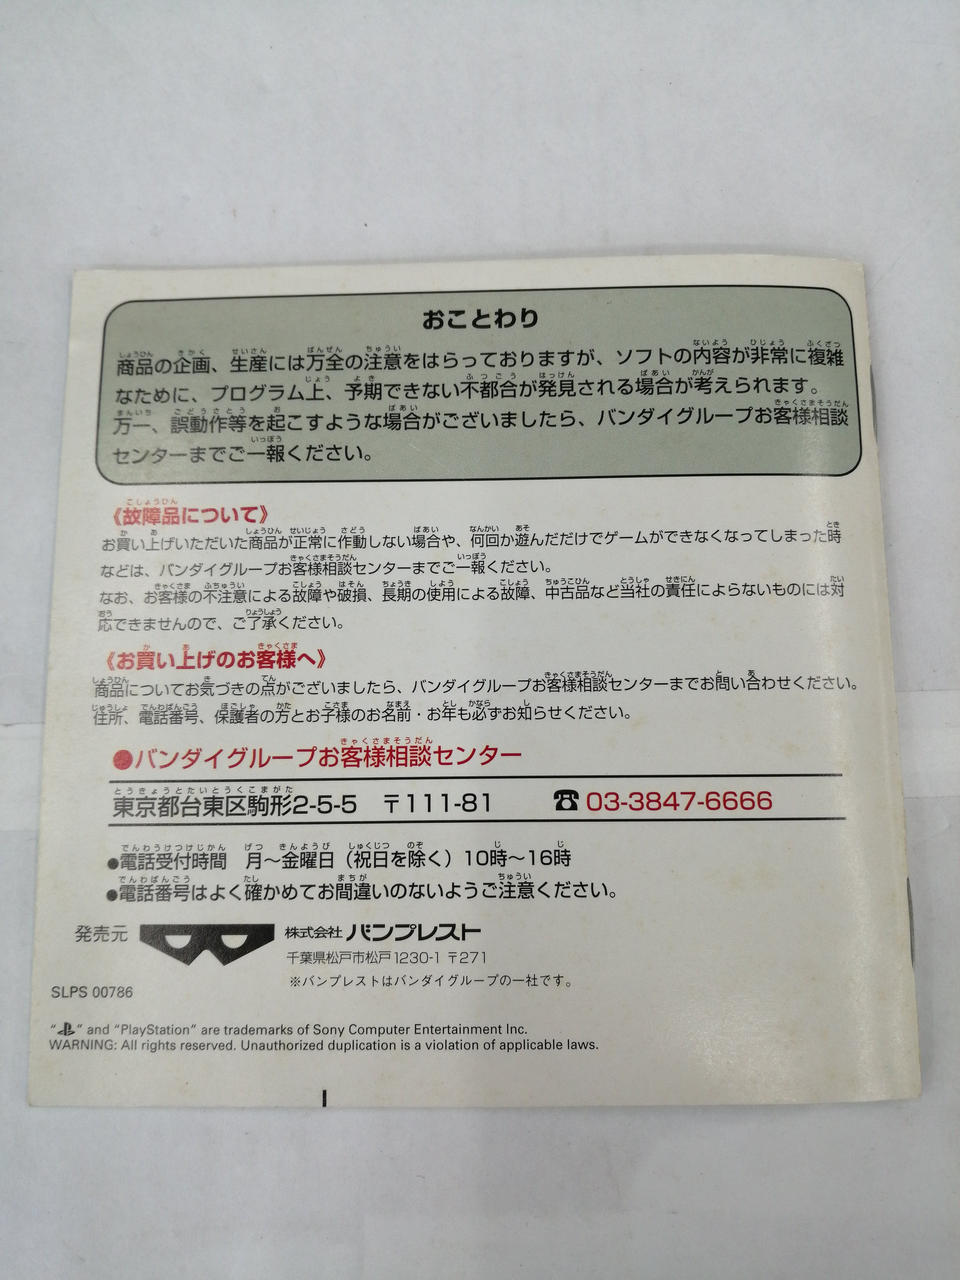 おことわり
商品の企画、生産には万全の注意をはらっておりますが、ソフトの内容が非常に複雑
なために、プログラム上、予期できない不都合が発見される場合が考えられます。
万一、誤動作等を起こすような場合がございましたら、バンダイグループお客様相談
センターまでご一報ください。
《故障品について》
お買い上げいただいた商品が正常に作動しない場合や、何回か遊んだだけでゲームができなくなってしまった時
などは、バンダイグループお客様相談センターまでご一報ください。
なお、お客様の不注意による故障や破損、長期の使用による故障、中古品など当社の責任によらないものには対
応できませんので、ご了承ください。
《お買い上げのお客様へ》
商品についてお気づきの点がございましたら、バンダイグループお客様相談センターまでお問い合わせください。
住所、電話番号、保護者の方とお子様のお名前・お年も必ずお知らせください。
●バンダイグループお客様相談センター
東京都台東区駒形2-5-5 〒111-81 ☎03-3847-6666
●電話受付時間 月〜金曜日（祝日を除く）10時〜16時
●電話番号はよく確かめてお間違いのないようご注意ください。
発売元 株式会社 バンプレスト
千葉県松戸市松戸1230-1 〒271
※バンプレストはバンダイグループの一社です。
SLPS 00786
“ ” and “PlayStation” are trademarks of Sony Computer Entertainment Inc.
WARNING: All rights reserved. Unauthorized duplication is a violation of applicable laws.